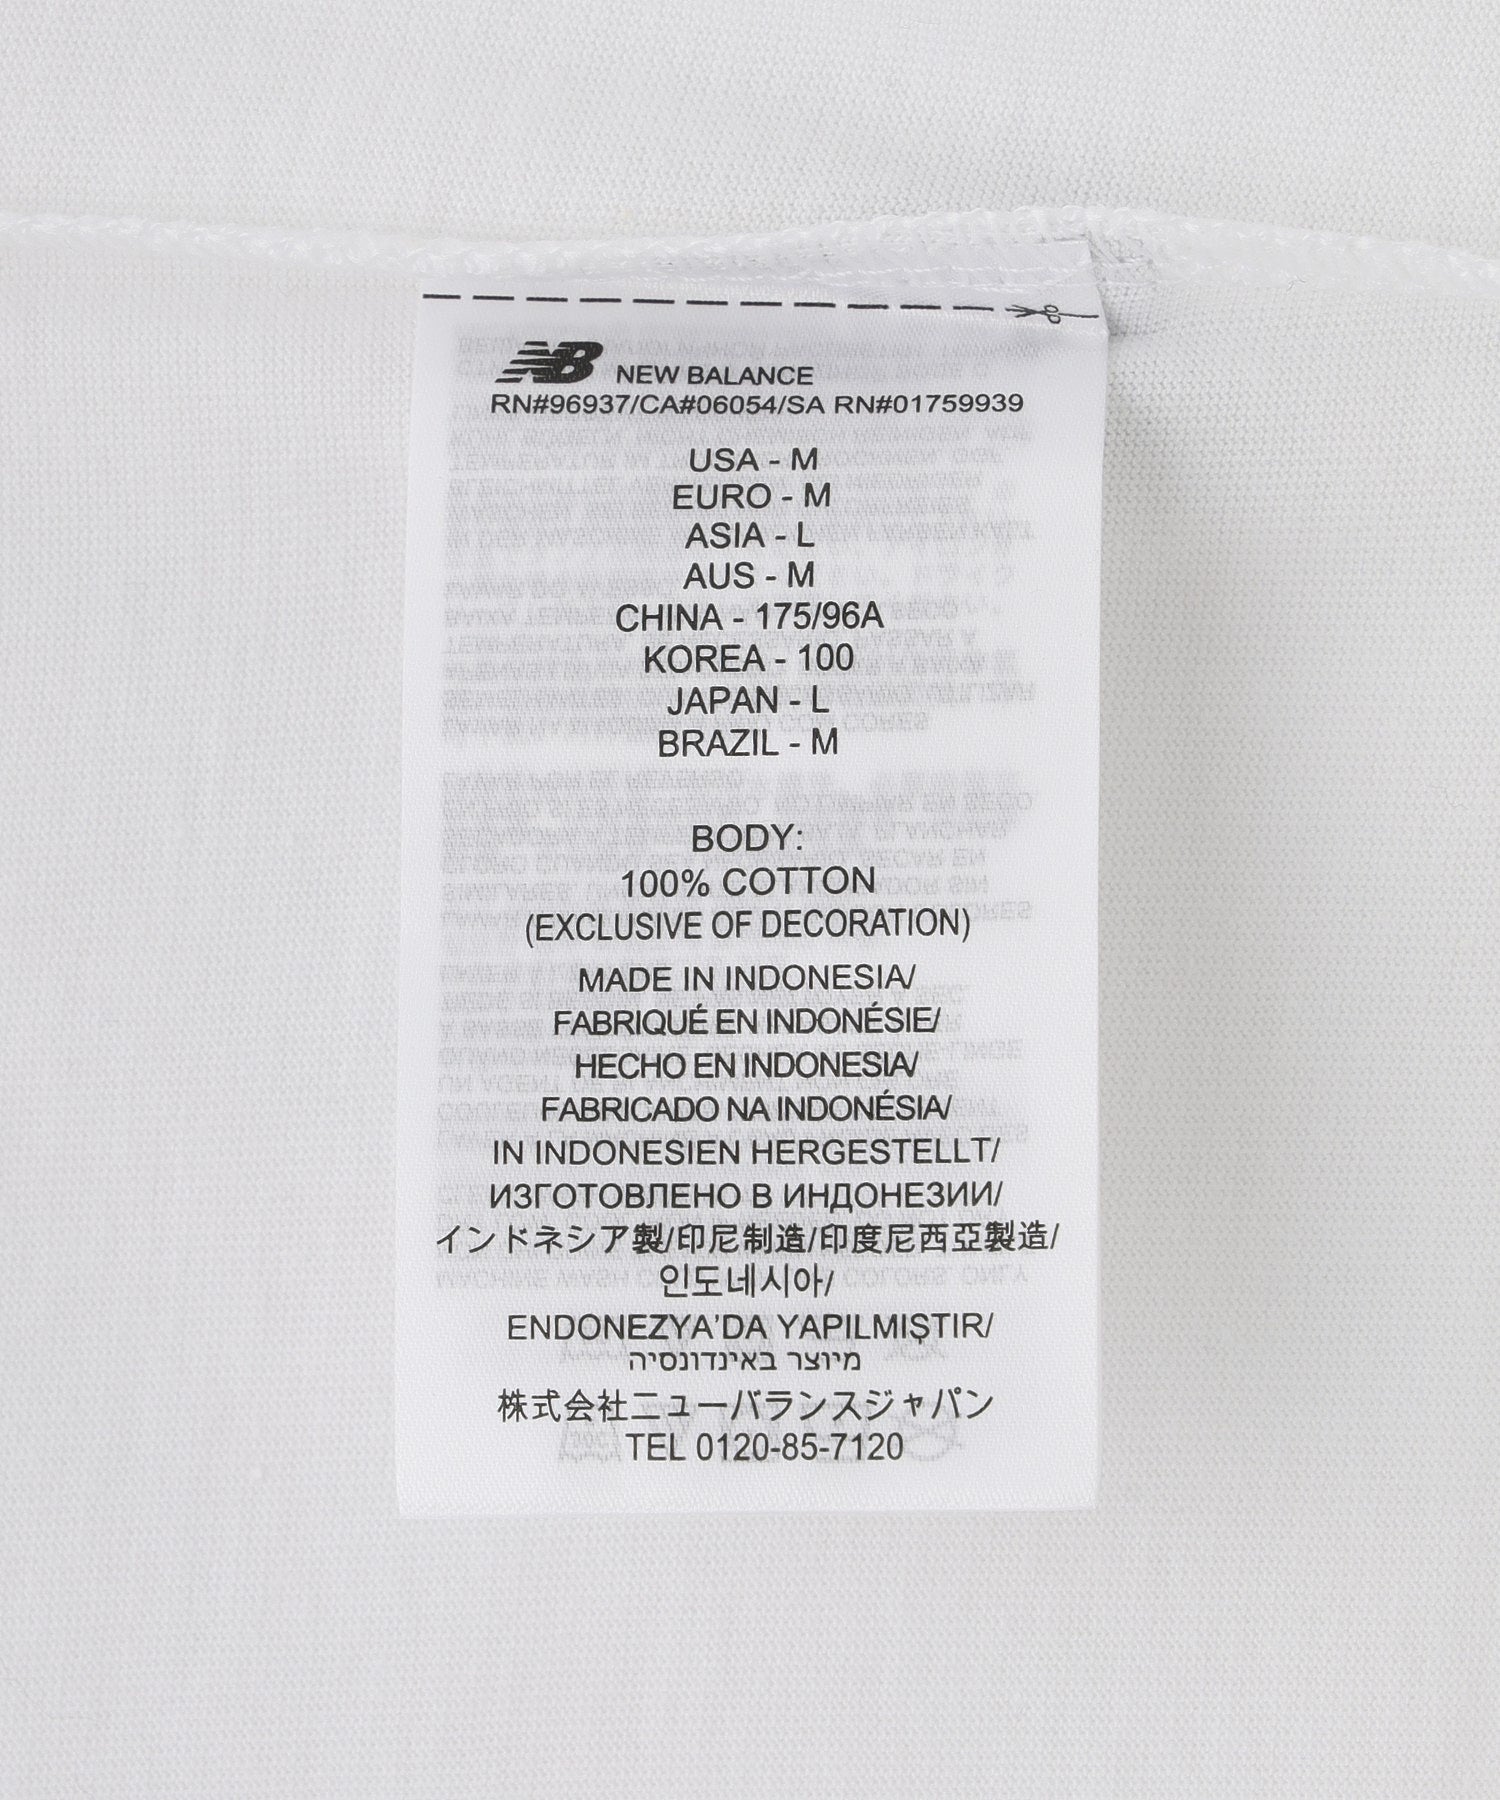 NB NEW BALANCE
RN#96937/CA#06054/SA RN#01759939
USA - M
EURO - M
ASIA - L
AUS - M
CHINA - 175/96A
KOREA - 100
JAPAN - L
BRAZIL - M
BODY:
100% COTTON
(EXCLUSIVE OF DECORATION)
MADE IN INDONESIA/
FABRIQUÉ EN INDONÉSIE/
HECHO EN INDONESIA/
FABRICADO NA INDONÉSIA/
IN INDONESIEN HERGESTELLT/
ИЗГОТОВЛЕНО В ИНДОНЕЗИИ/
インドネシア製/印尼制造/印度尼西亞製造/
인도네시아/
ENDONEZYA'DA YAPILMIŞTIR/
מיוצר באינדונסיה
株式会社ニューバランスジャパン
TEL 0120-85-7120